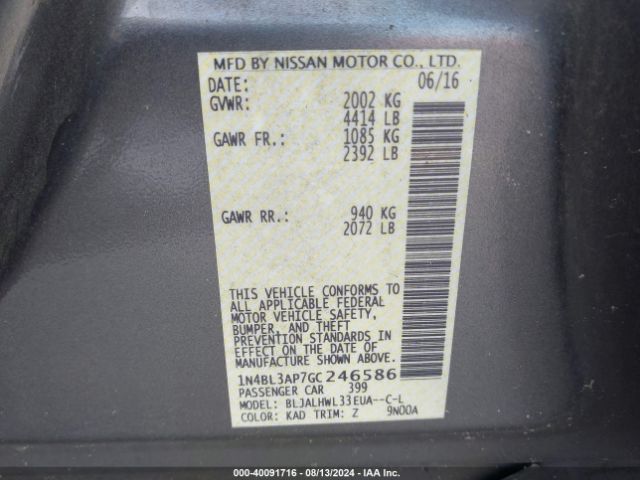 MFD BY NISSAN MOTOR CO., LTD.
DATE: 06/16
GVWR: 2002 KG
4414 LB
GAWR FR.: 1085 KG
2392 LB
GAWR RR.: 940 KG
2072 LB
THIS VEHICLE CONFORMS TO
ALL APPLICABLE FEDERAL
MOTOR VEHICLE SAFETY,
BUMPER, AND THEFT
PREVENTION STANDARDS IN
EFFECT ON THE DATE OF
MANUFACTURE SHOWN ABOVE.
1N4BL3AP7GC246586
PASSENGER CAR 399
MODEL: BLJALHWL33EUA--C-L
COLOR: KAD TRIM: Z 9N00A
000-40091716 - 08/13/2024 - IAA Inc.